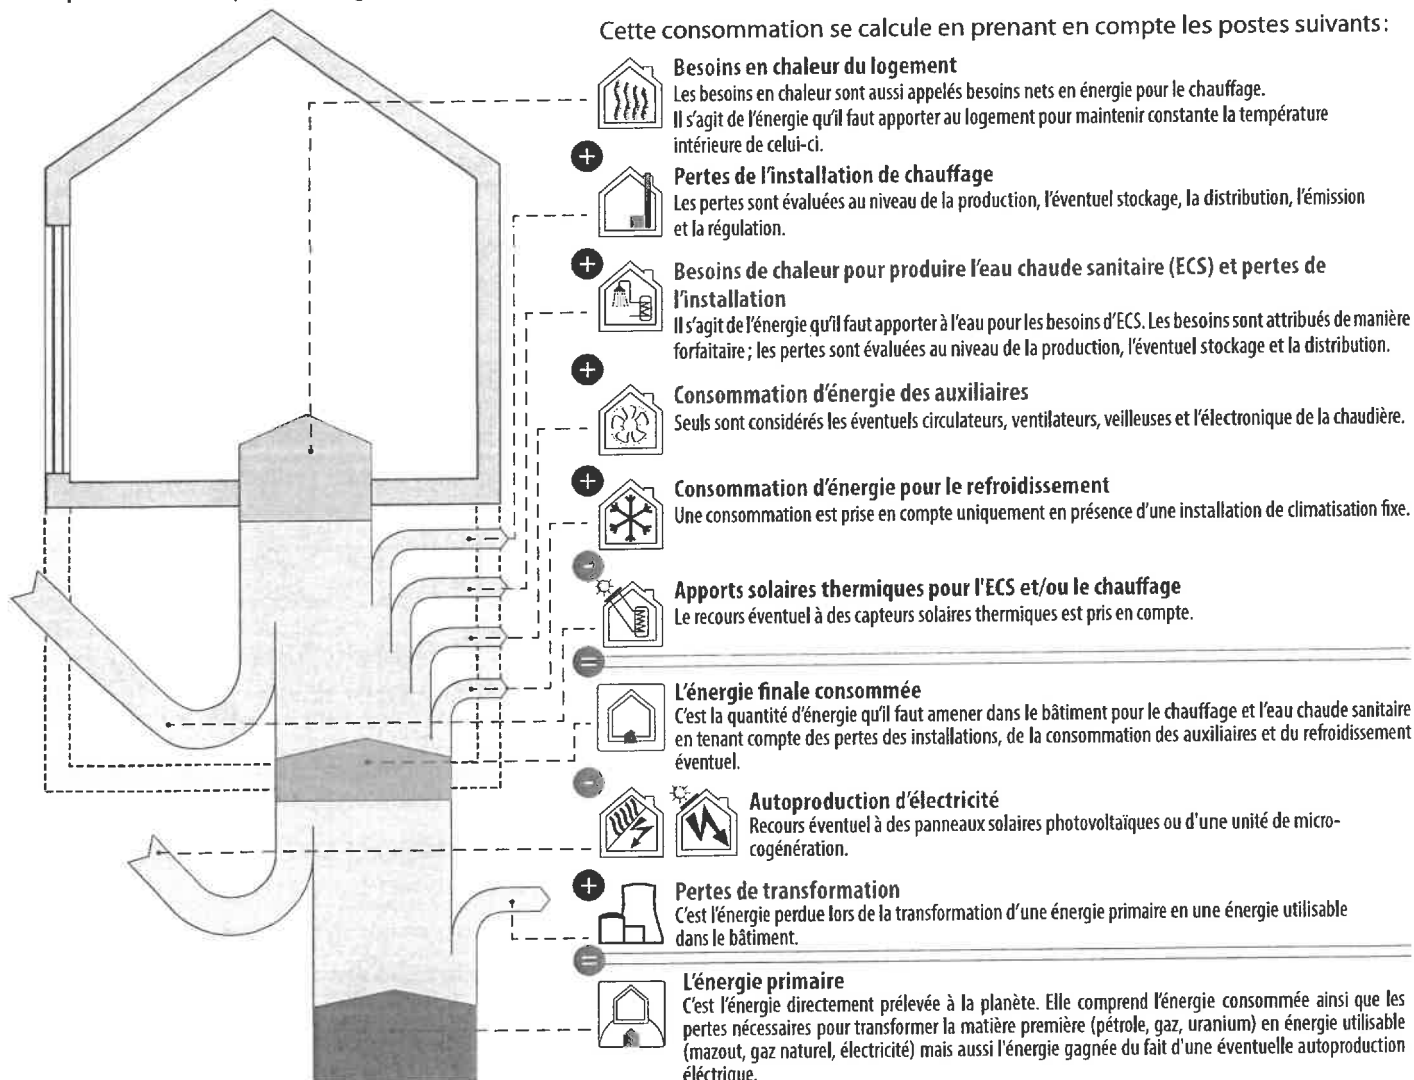 Cette consommation se calcule en prenant en compte les postes suivants:
Besoins en chaleur du logement
Les besoins en chaleur sont aussi appelés besoins nets en énergie pour le chauffage.
Il s'agit de l'énergie qu'il faut apporter au logement pour maintenir constante la température
intérieure de celui-ci.
+
Pertes de l'installation de chauffage
Les pertes sont évaluées au niveau de la production, l'éventuel stockage, la distribution, l'émission
et la régulation.
+
Besoins de chaleur pour produire l'eau chaude sanitaire (ECS) et pertes de
l'installation
Il s'agit de l'énergie qu'il faut apporter à l'eau pour les besoins d'ECS. Les besoins sont attribués de manière
forfaitaire ; les pertes sont évaluées au niveau de la production, l'éventuel stockage et la distribution.
+
Consommation d'énergie des auxiliaires
Seuls sont considérés les éventuels circulateurs, ventilateurs, veilleuses et l'électronique de la chaudière.
+
Consommation d'énergie pour le refroidissement
Une consommation est prise en compte uniquement en présence d'une installation de climatisation fixe.
-
Apports solaires thermiques pour l'ECS et/ou le chauffage
Le recours éventuel à des capteurs solaires thermiques est pris en compte.
=
L'énergie finale consommée
C'est la quantité d'énergie qu'il faut amener dans le bâtiment pour le chauffage et l'eau chaude sanitaire
en tenant compte des pertes des installations, de la consommation des auxiliaires et du refroidissement
éventuel.
-
Autoproduction d'électricité
Recours éventuel à des panneaux solaires photovoltaïques ou d'une unité de micro-
cogénération.
+
Pertes de transformation
C'est l'énergie perdue lors de la transformation d'une énergie primaire en une énergie utilisable
dans le bâtiment.
=
L'énergie primaire
C'est l'énergie directement prélevée à la planète. Elle comprend l'énergie consommée ainsi que les
pertes nécessaires pour transformer la matière première (pétrole, gaz, uranium) en énergie utilisable
(mazout, gaz naturel, électricité) mais aussi l'énergie gagnée du fait d'une éventuelle autoproduction
éléctrique.